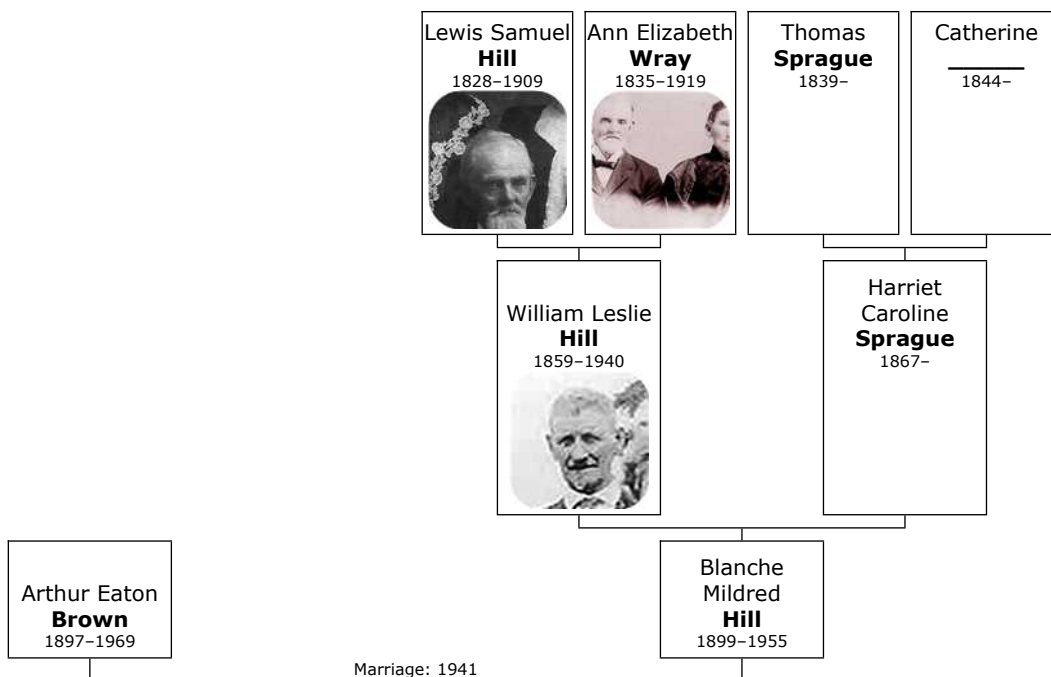 Lewis Samuel
Hill
1828–1909
Ann Elizabeth
Wray
1835–1919
Thomas
Sprague
1839–
Catherine
______
1844–
William Leslie
Hill
1859–1940
Harriet
Caroline
Sprague
1867–
Arthur Eaton
Brown
1897–1969
Blanche
Mildred
Hill
1899–1955
Marriage: 1941